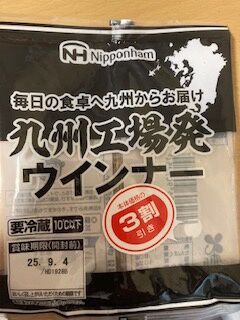 NH Nipponham
毎日の食卓へ九州からお届け
九州工場発
ウインナー
本体価格の
3割
引き
要冷蔵 10℃以下
賞味期限(開封前)
25. 9. 4
/HD19286